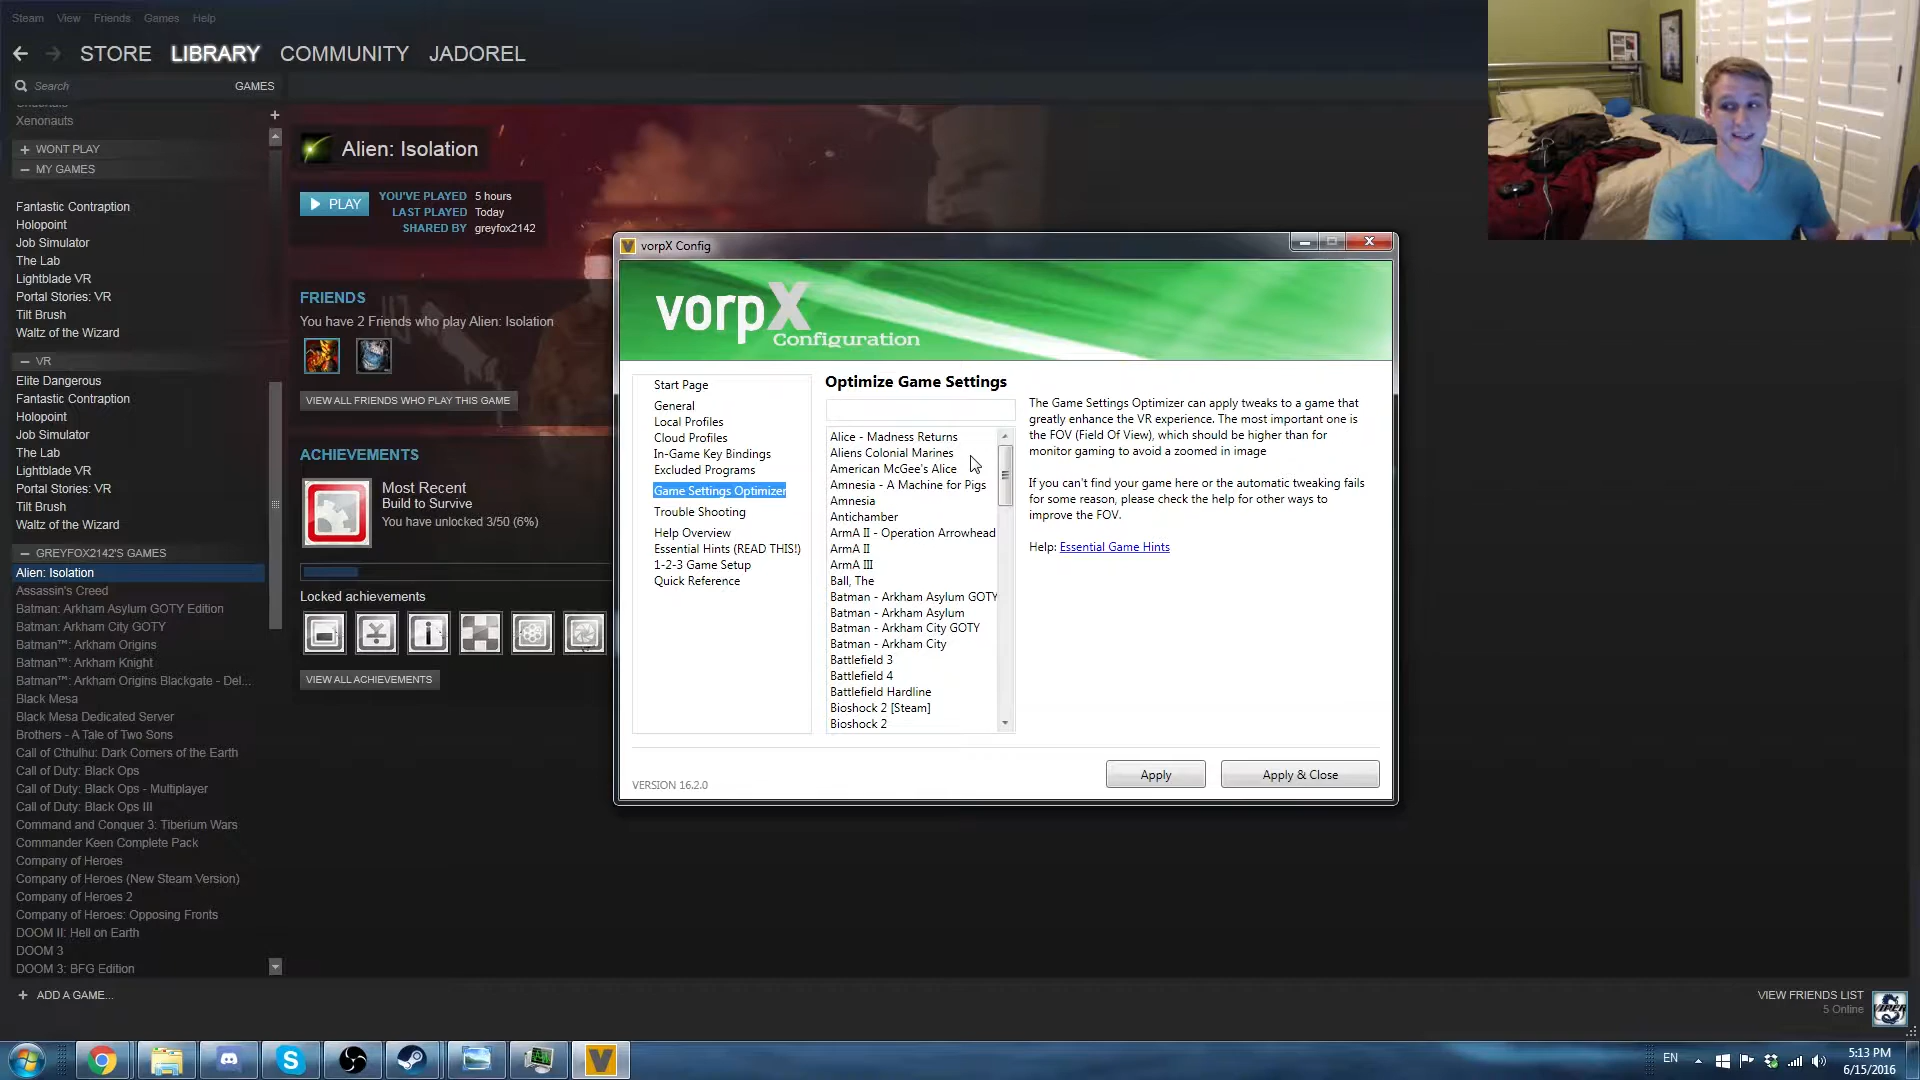 Steam View Friends Games Help
STORE LIBRARY COMMUNITY JADOREL
Search GAMES
Xenonauts
WONT PLAY
MY GAMES
Fantastic Contraption
Holopoint
Job Simulator
The Lab
Lightblade VR
Portal Stories: VR
Tilt Brush
Waltz of the Wizard
VR
Elite Dangerous
Fantastic Contraption
Holopoint
Job Simulator
The Lab
Lightblade VR
Portal Stories: VR
Tilt Brush
Waltz of the Wizard
GREYFOX2142'S GAMES
Alien: Isolation
Assassin's Creed
Batman: Arkham Asylum GOTY Edition
Batman: Arkham City GOTY
Batman™: Arkham Origins
Batman™: Arkham Knight
Batman™: Arkham Origins Blackgate - Del...
Black Mesa
Black Mesa Dedicated Server
Brothers - A Tale of Two Sons
Call of Cthulhu: Dark Corners of the Earth
Call of Duty: Black Ops
Call of Duty: Black Ops - Multiplayer
Call of Duty: Black Ops III
Command and Conquer 3: Tiberium Wars
Commander Keen Complete Pack
Company of Heroes
Company of Heroes (New Steam Version)
Company of Heroes 2
Company of Heroes: Opposing Fronts
DOOM II: Hell on Earth
DOOM 3
DOOM 3: BFG Edition
+ ADD A GAME...
Alien: Isolation
PLAY
YOU'VE PLAYED 5 hours
LAST PLAYED Today
SHARED BY greyfox2142
FRIENDS
You have 2 Friends who play Alien: Isolation
VIEW ALL FRIENDS WHO PLAY THIS GAME
ACHIEVEMENTS
Most Recent
Build to Survive
You have unlocked 3/50 (6%)
Locked achievements
VIEW ALL ACHIEVEMENTS
vorpX Config
vorpX
Configuration
Start Page
General
Local Profiles
Cloud Profiles
In-Game Key Bindings
Excluded Programs
Game Settings Optimizer
Trouble Shooting
Help Overview
Essential Hints (READ THIS!)
1-2-3 Game Setup
Quick Reference
Optimize Game Settings
Alice - Madness Returns
Aliens Colonial Marines
American McGee's Alice
Amnesia - A Machine for Pigs
Amnesia
Antichamber
ArmA II - Operation Arrowhead
ArmA II
ArmA III
Ball, The
Batman - Arkham Asylum GOTY
Batman - Arkham Asylum
Batman - Arkham City GOTY
Batman - Arkham City
Battlefield 3
Battlefield 4
Battlefield Hardline
Bioshock 2 [Steam]
Bioshock 2
The Game Settings Optimizer can apply tweaks to a game that
greatly enhance the VR experience. The most important one is
the FOV (Field Of View), which should be higher than for
monitor gaming to avoid a zoomed in image
If you can't find your game here or the automatic tweaking fails
for some reason, please check the help for other ways to
improve the FOV.
Help: Essential Game Hints
VERSION 16.2.0
Apply
Apply & Close
VIEW FRIENDS LIST
5 Online
EN
5:13 PM
6/15/2016